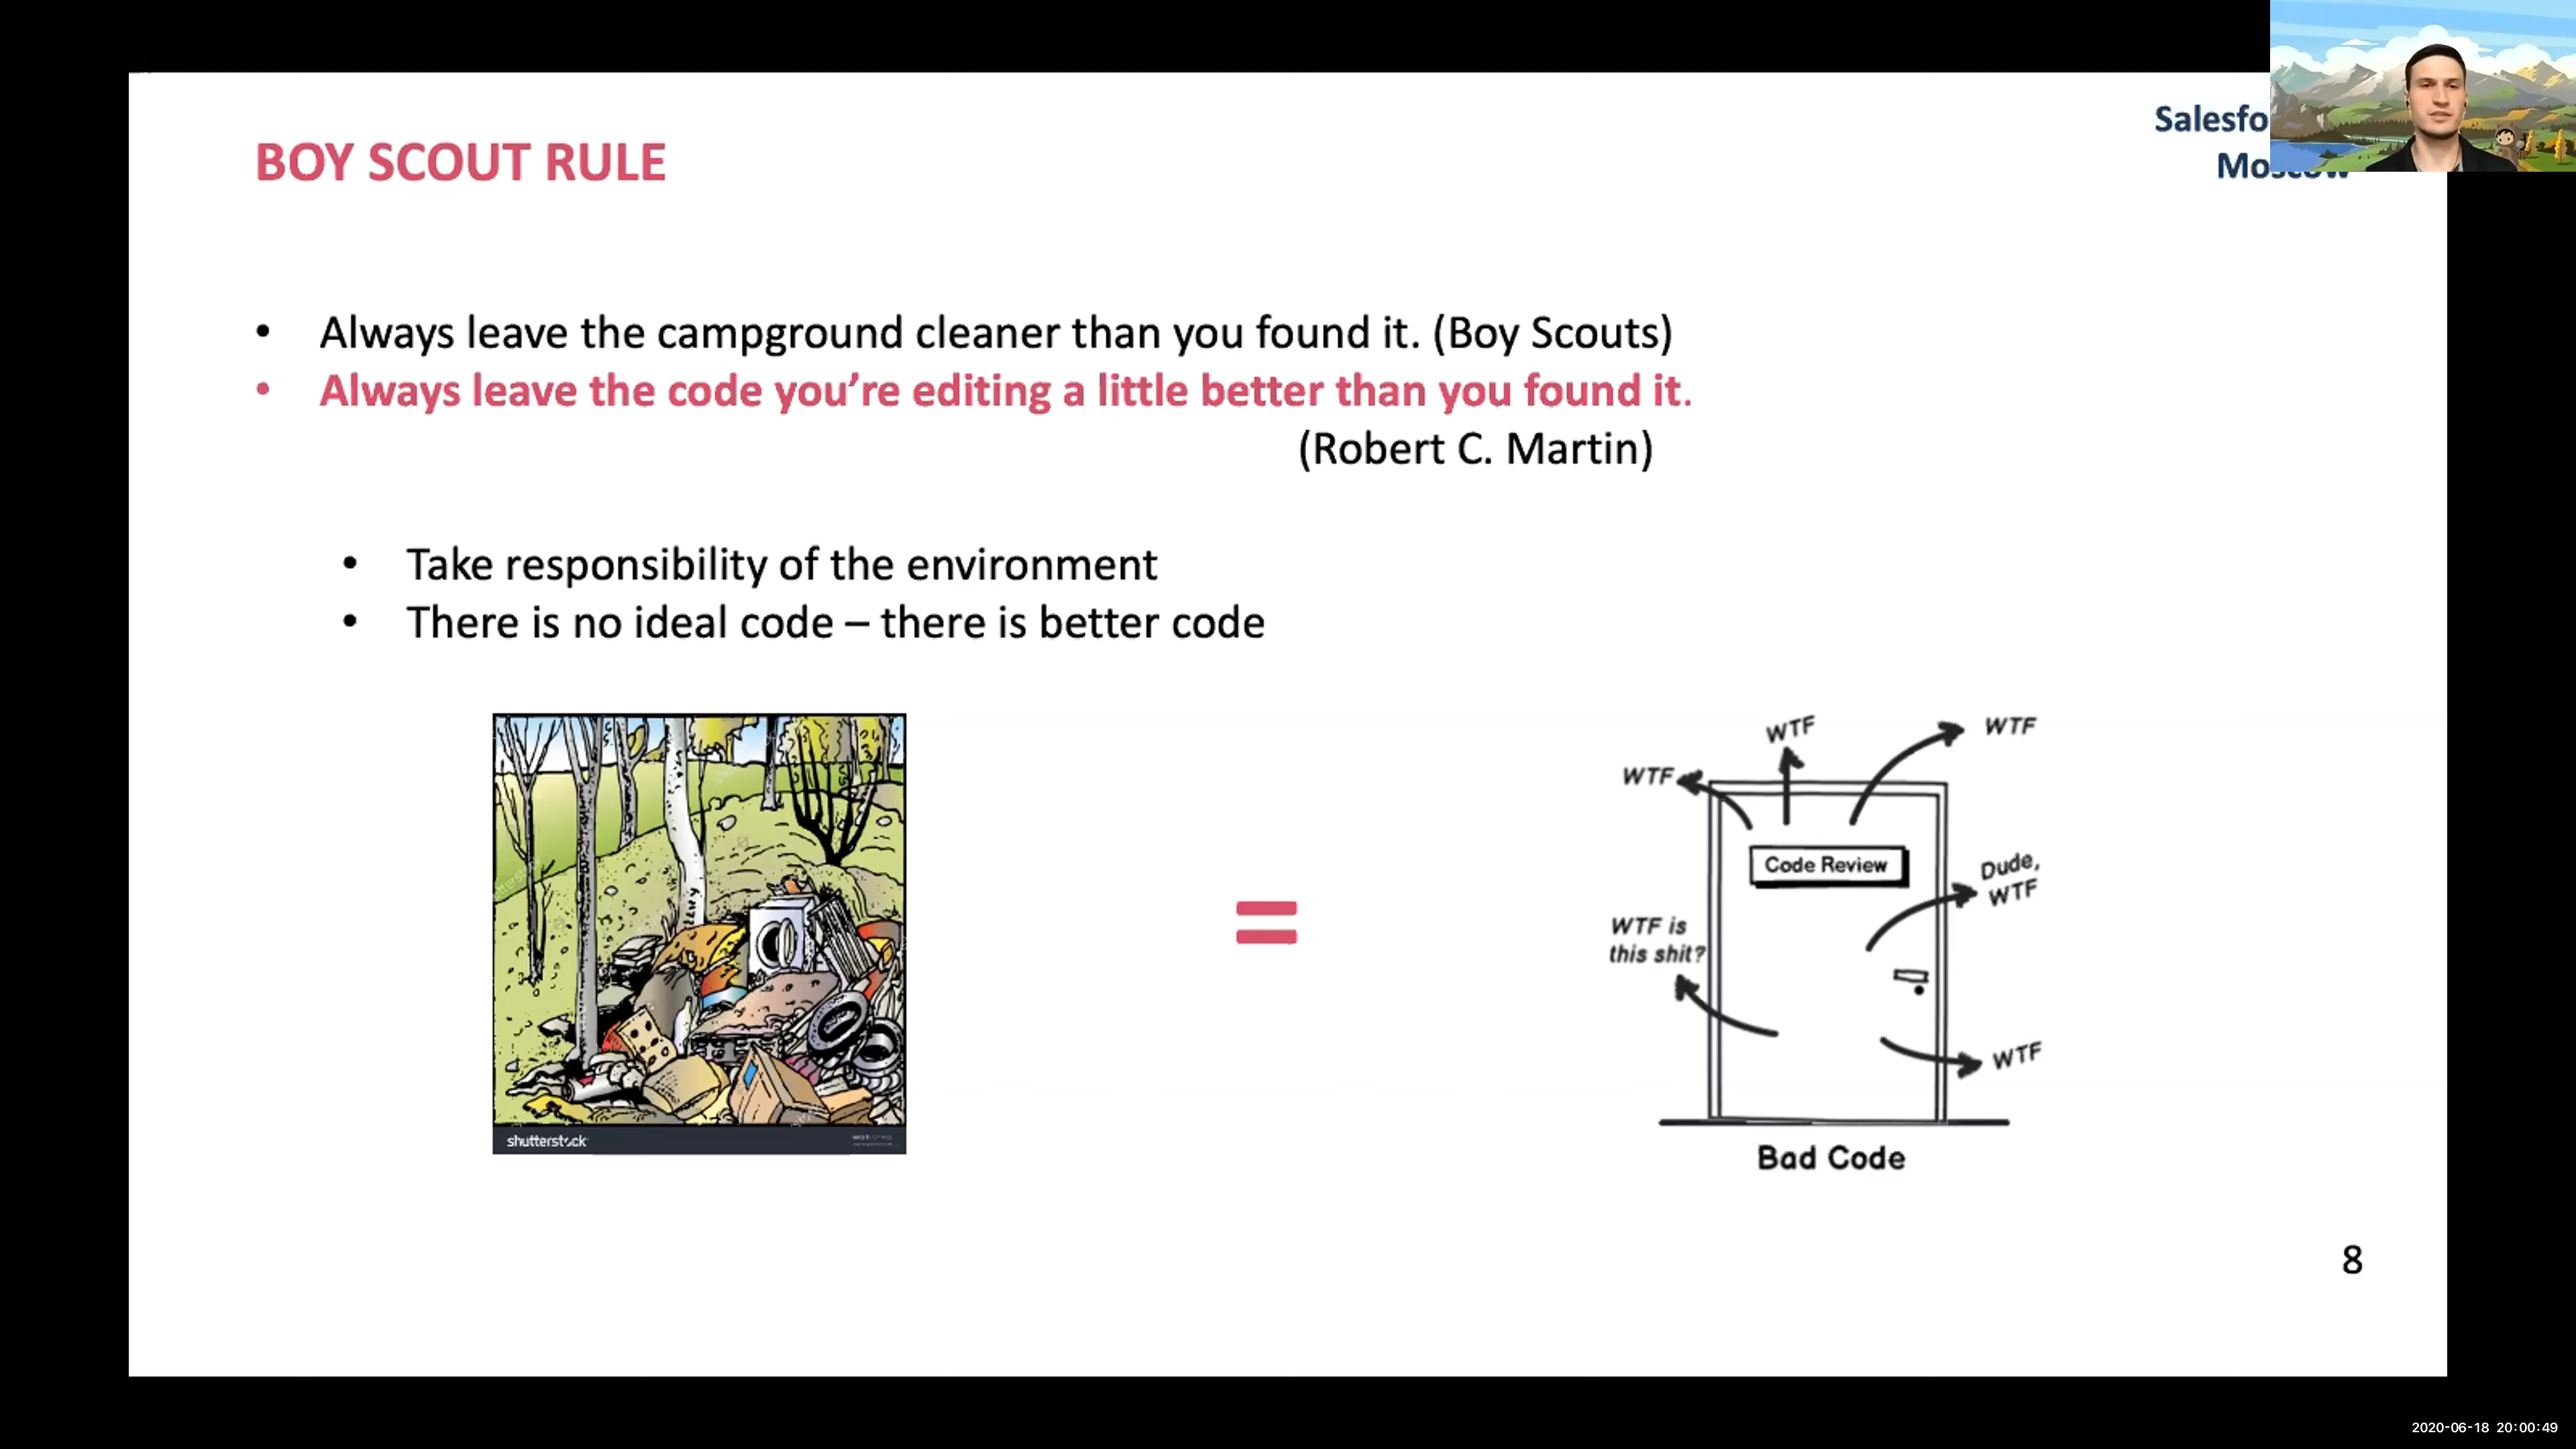 Salesfo
Moscow
BOY SCOUT RULE
• Always leave the campground cleaner than you found it. (Boy Scouts)
• Always leave the code you’re editing a little better than you found it.
(Robert C. Martin)
• Take responsibility of the environment
• There is no ideal code – there is better code
WTF
WTF
WTF
Code Review
Dude,
WTF
WTF is
this shit?
WTF
shutterstock
Bad Code
8
2020-06-18 20:00:49